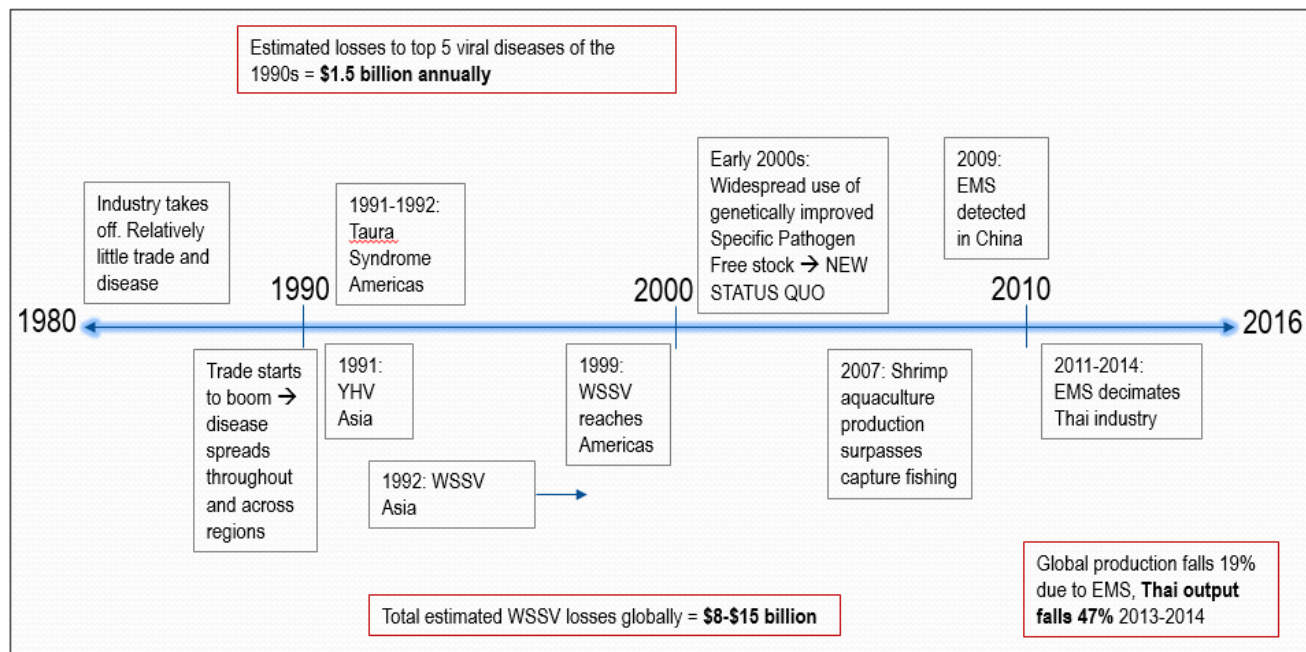 Estimated losses to top 5 viral diseases of the
1990s = $1.5 billion annually
Industry takes
off. Relatively
little trade and
disease
1991-1992:
Taura
Syndrome
Americas
Early 2000s:
Widespread use of
genetically improved
Specific Pathogen
Free stock → NEW
STATUS QUO
2009:
EMS
detected
in China
1980
1990
2000
2010
2016
Trade starts
to boom →
disease
spreads
throughout
and across
regions
1991:
YHV
Asia
1992: WSSV
Asia
1999:
WSSV
reaches
Americas
2007: Shrimp
aquaculture
production
surpasses
capture fishing
2011-2014:
EMS decimates
Thai industry
Total estimated WSSV losses globally = $8-$15 billion
Global production falls 19%
due to EMS, Thai output
falls 47% 2013-2014